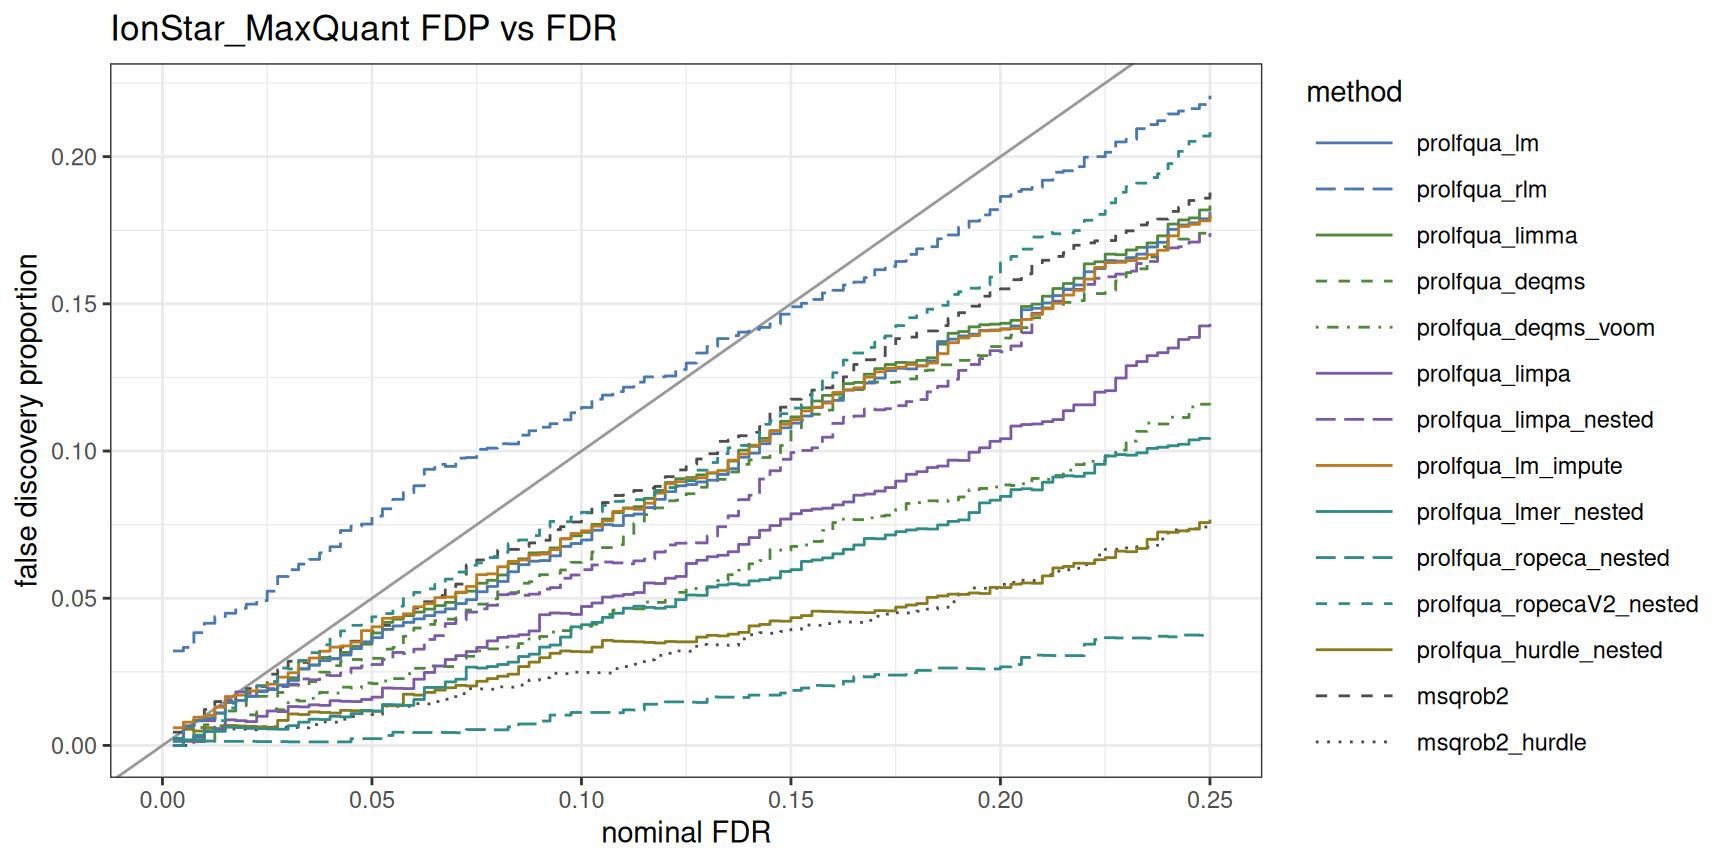 IonStar_MaxQuant FDP vs FDR
false discovery proportion
0.20
0.15
0.10
0.05
0.00
0.00 0.05 0.10 0.15 0.20 0.25
nominal FDR
method
prolfqua_lm
prolfqua_rlm
prolfqua_limma
prolfqua_deqms
prolfqua_deqms_voom
prolfqua_limpa
prolfqua_limpa_nested
prolfqua_lm_impute
prolfqua_lmer_nested
prolfqua_ropeca_nested
prolfqua_ropecaV2_nested
prolfqua_hurdle_nested
msqrob2
msqrob2_hurdle